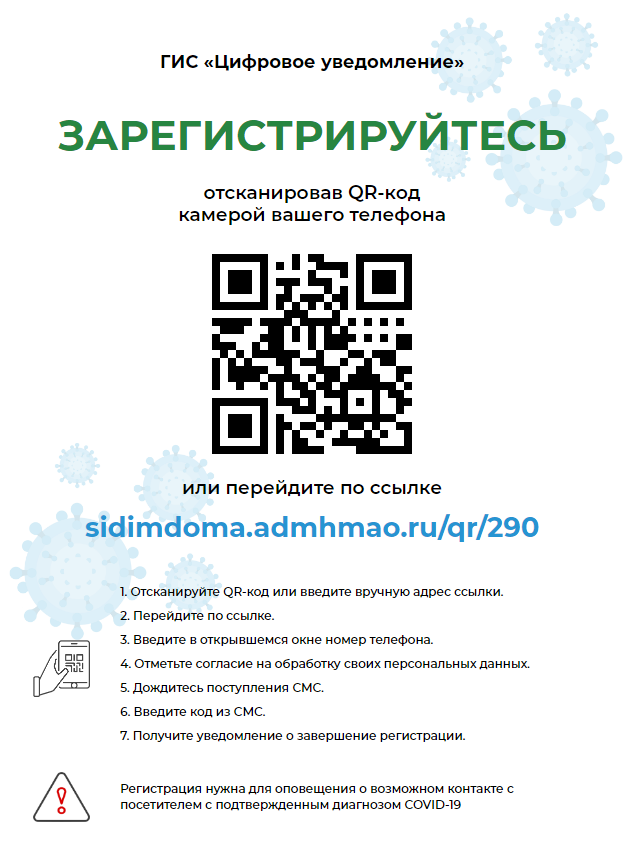 ГИС «Цифровое уведомление»
ЗАРЕГИСТРИРУЙТЕСЬ
отсканировав QR-код
камерой вашего телефона
или перейдите по ссылке
sidimdoma.admhmao.ru/qr/290
1. Отсканируйте QR-код или введите вручную адрес ссылки.
2. Перейдите по ссылке.
3. Введите в открывшемся окне номер телефона.
4. Отметьте согласие на обработку своих персональных данных.
5. Дождитесь поступления СМС.
6. Введите код из СМС.
7. Получите уведомление о завершение регистрации.
Регистрация нужна для оповещения о возможном контакте с
посетителем с подтвержденным диагнозом COVID-19